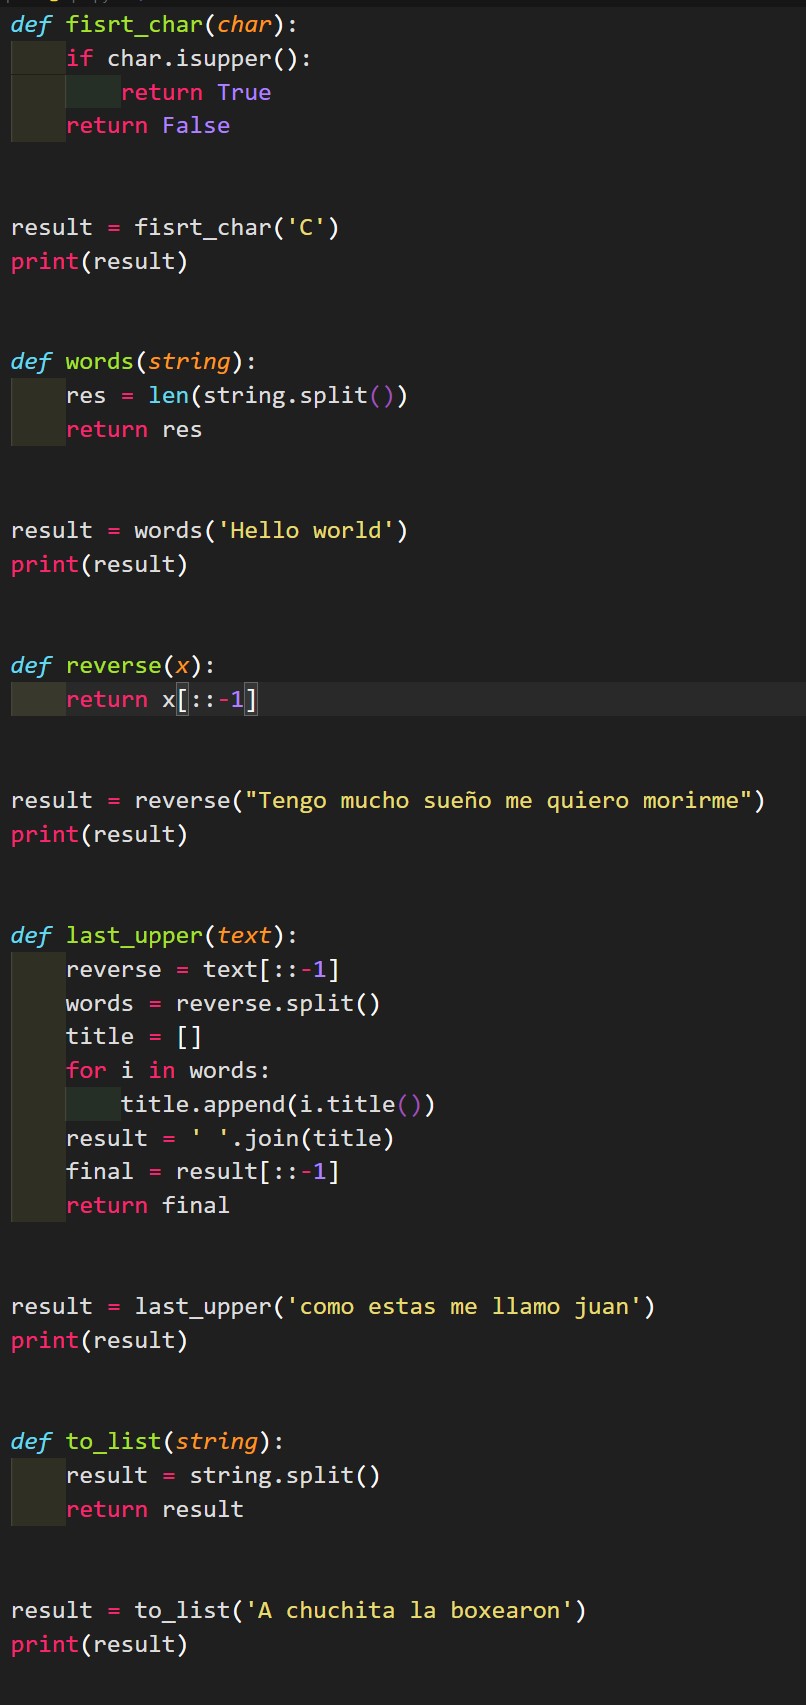 def fisrt_char(char):
    if char.isupper():
        return True
    return False
result = fisrt_char('C')
print(result)
def words(string):
    res = len(string.split())
    return res
result = words('Hello world')
print(result)
def reverse(x):
    return x[::-1]
result = reverse("Tengo mucho sueño me quiero morirme")
print(result)
def last_upper(text):
    reverse = text[::-1]
    words = reverse.split()
    title = []
    for i in words:
        title.append(i.title())
    result = ' '.join(title)
    final = result[::-1]
    return final
result = last_upper('como estas me llamo juan')
print(result)
def to_list(string):
    result = string.split()
    return result
result = to_list('A chuchita la boxearon')
print(result)